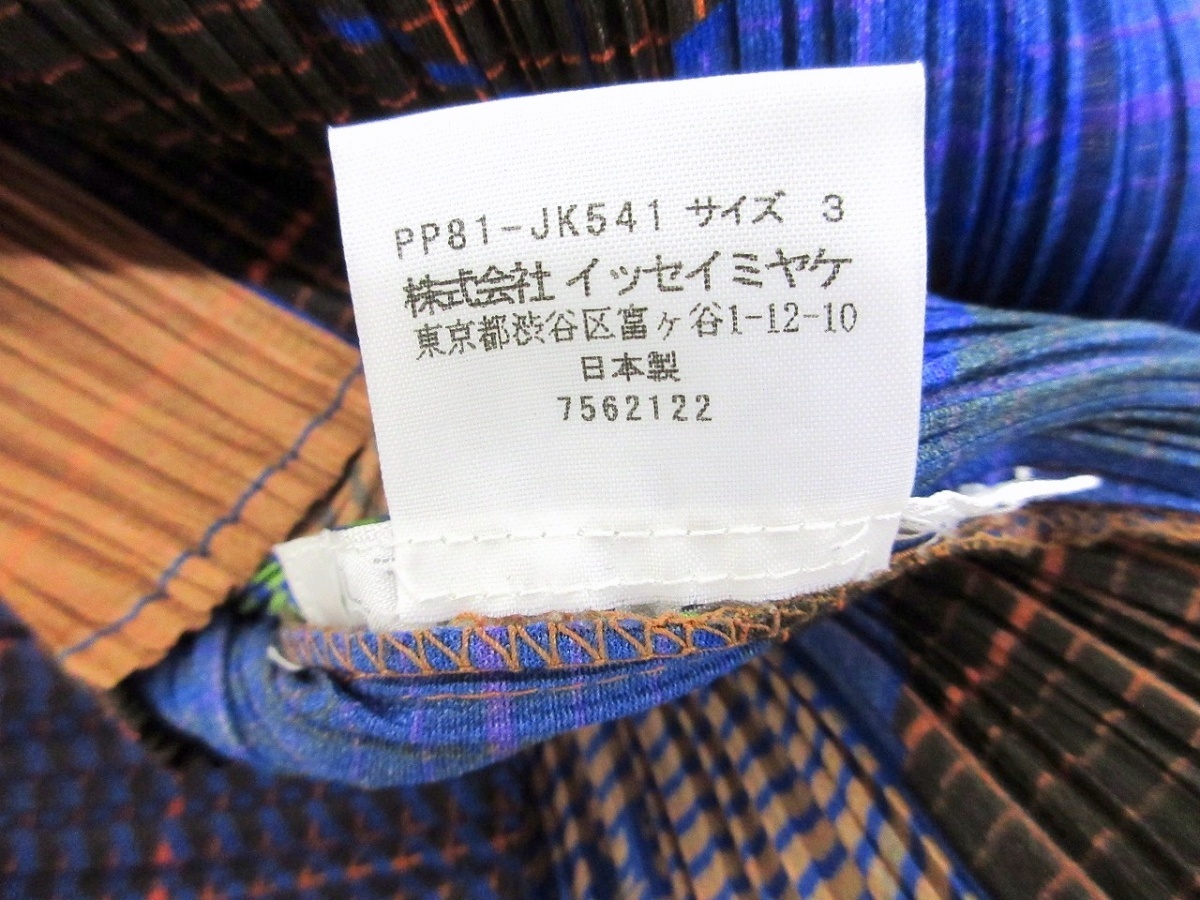 PP81-JK541 サイズ 3
株式会社 イッセイミヤケ
東京都渋谷区富ヶ谷1-12-10
日本製
7562122